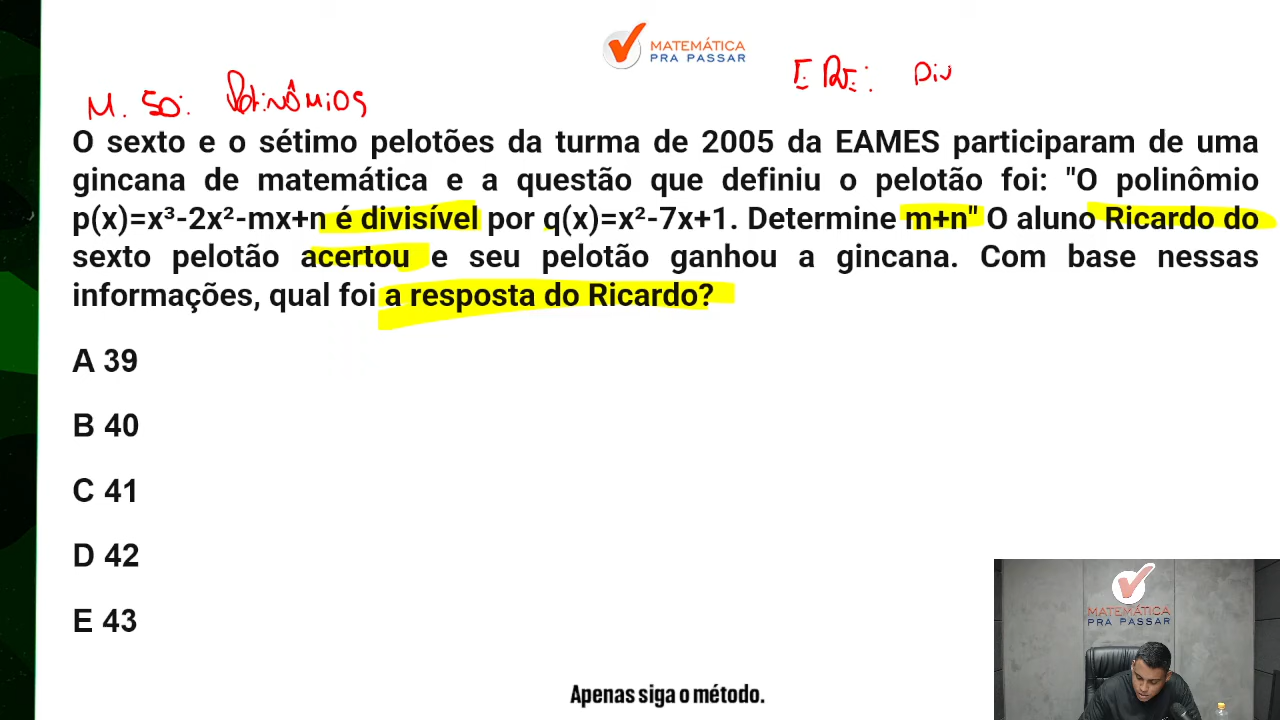 MATEMÁTICA
PRA PASSAR
M. SD: POLINÔMIOS
Div
O sexto e o sétimo pelotões da turma de 2005 da EAMES participaram de uma
gincana de matemática e a questão que definiu o pelotão foi: "O polinômio
p(x)=x³-2x²-mx+n é divisível por q(x)=x²-7x+1. Determine m+n" O aluno Ricardo do
sexto pelotão acertou e seu pelotão ganhou a gincana. Com base nessas
informações, qual foi a resposta do Ricardo?
A 39
B 40
C 41
D 42
E 43
MATEMÁTICA
PRA PASSAR
Apenas siga o método.